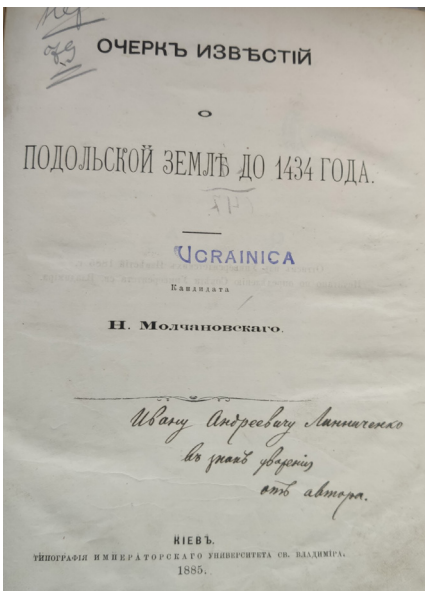 ОЧЕРКЪ ИЗВѢСТІЙ
О
ПОДОЛЬСКОЙ ЗЕМЛѢ ДО 1434 ГОДА.
UCRAINICA
Кандидата
Н. Молчановскаго.
Ивану Андреевичу Линниченко
въ знакъ уваженія
отъ автора.
КІЕВЪ.
ТИПОГРАФІЯ ИМПЕРАТОРСКАГО УНИВЕРСИТЕТА СВ. ВЛАДИМІРА.
1885.